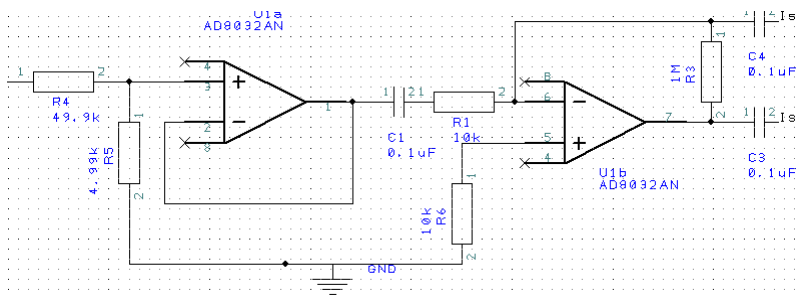 U1a
AD8032AN
4
3
2
8
1
1
2
R4
49.9k
1
4.99k
R5
2
1
2
C1
0.1uF
1
2
R1
10k
1
10k
R6
2
GND
8
6
5
4
7
U1b
AD8032AN
1
1M
R3
2
1
2
Is
C4
0.1uF
1
2
Is
C3
0.1uF